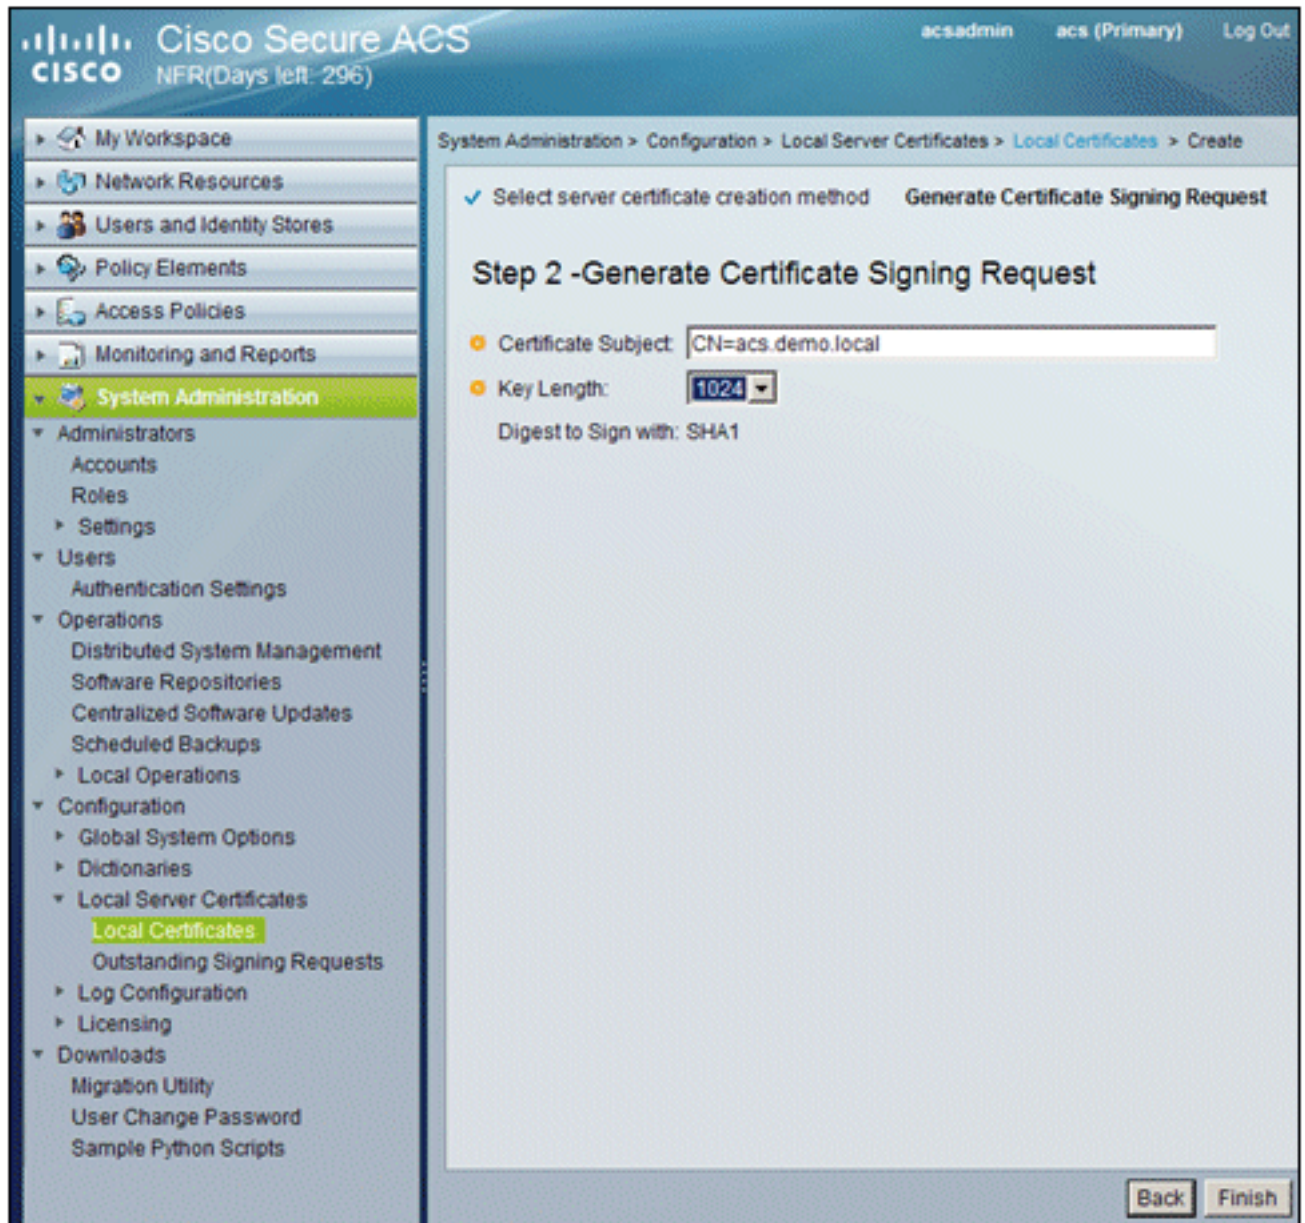 Cisco Secure ACS
CISCO
NFR(Days left: 296)
acsadmin acs (Primary) Log Out
My Workspace
Network Resources
Users and Identity Stores
Policy Elements
Access Policies
Monitoring and Reports
System Administration
Administrators
Accounts
Roles
Settings
Users
Authentication Settings
Operations
Distributed System Management
Software Repositories
Centralized Software Updates
Scheduled Backups
Local Operations
Configuration
Global System Options
Dictionaries
Local Server Certificates
Local Certificates
Outstanding Signing Requests
Log Configuration
Licensing
Downloads
Migration Utility
User Change Password
Sample Python Scripts
System Administration > Configuration > Local Server Certificates > Local Certificates > Create
Select server certificate creation method Generate Certificate Signing Request
Step 2 -Generate Certificate Signing Request
Certificate Subject: CN=acs.demo.local
Key Length: 1024
Digest to Sign with: SHA1
Back Finish